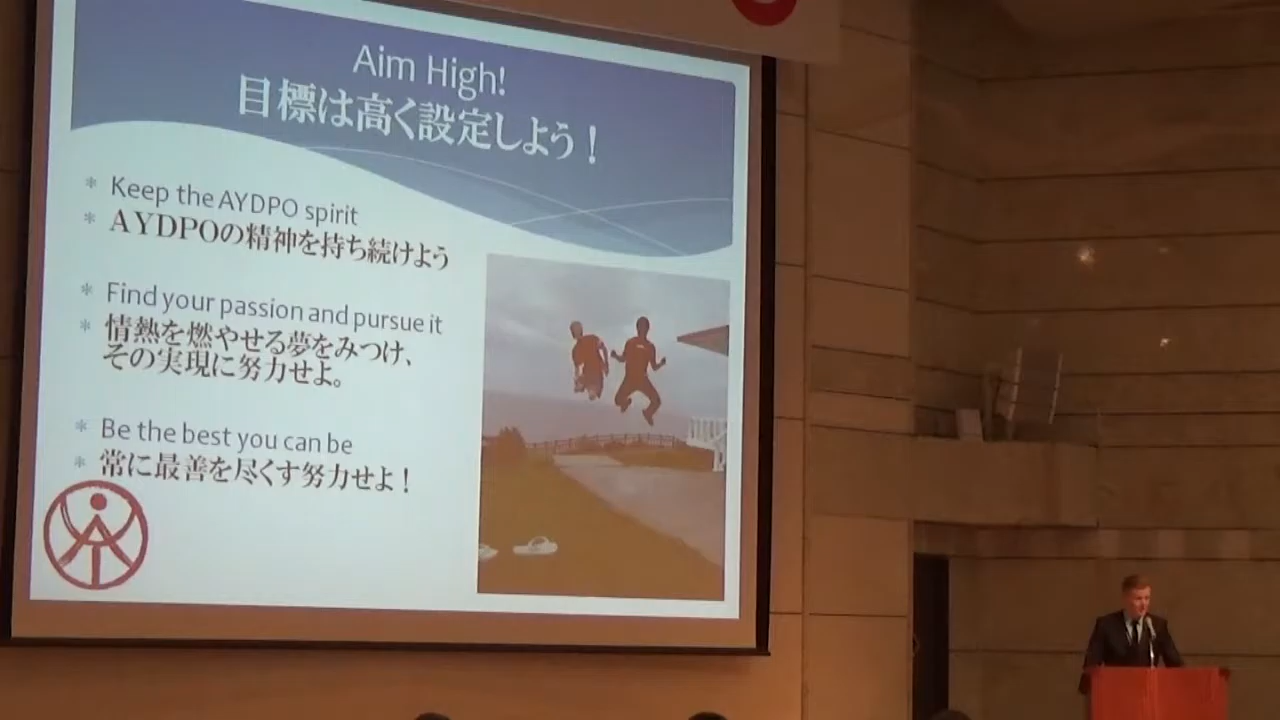 Aim High!
目標は高く設定しよう！
* Keep the AYDPO spirit
* AYDPOの精神を持ち続けよう
* Find your passion and pursue it
* 情熱を燃やせる夢をみつけ、
その実現に努力せよ。
* Be the best you can be
* 常に最善を尽くす努力せよ！